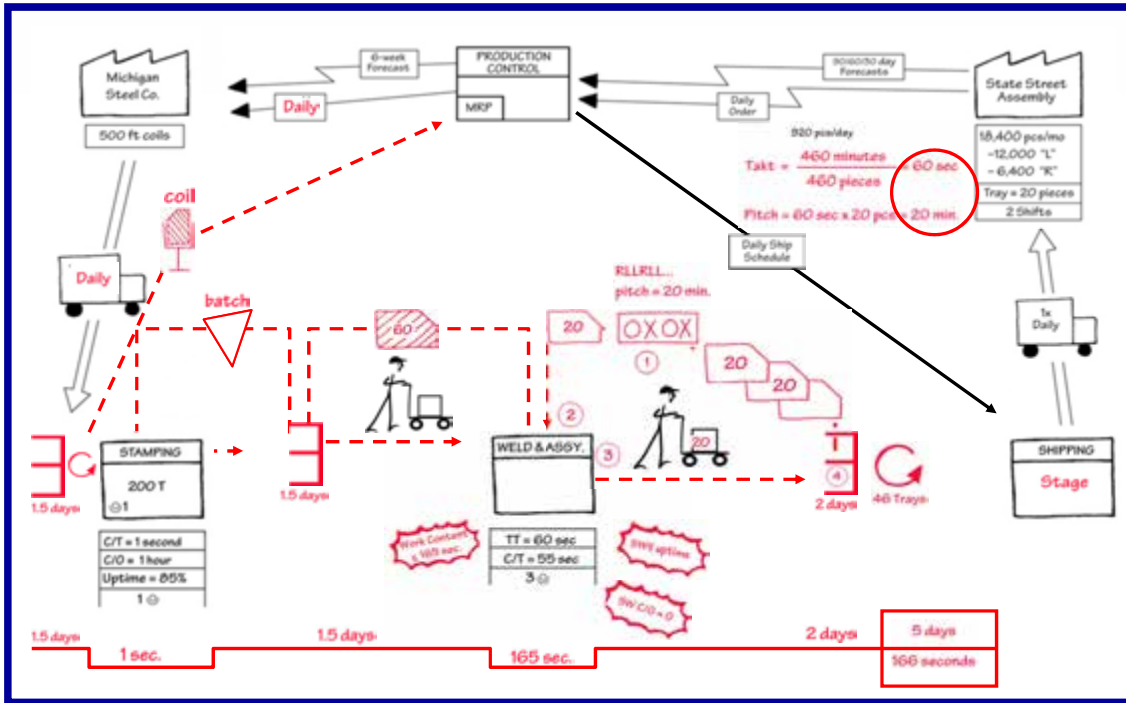 Michigan
Steel Co.
500 ft coils
6-week
Forecast
Daily
PRODUCTION
CONTROL
MRP
90/60/30 day
Forecasts
Daily
Order
State Street
Assembly
18,400 pcs/mo
-12,000 "L"
-6,400 "R"
Tray = 20 pieces
2 Shifts
920 pcs/day
Takt = 460 minutes = 60 sec
460 pieces
Pitch = 60 sec x 20 pcs = 20 min.
Daily Ship
Schedule
coil
Daily
batch
60
RLLRLL...
pitch = 20 min.
20
OXOX
1
20
20
1x
Daily
STAMPING
200 T
1
1.5 days
1.5 days
2
WELD & ASSY.
3
20
4
2 days
46 Trays
SHIPPING
Stage
C/T = 1 second
C/O = 1 hour
Uptime = 85%
1
Work Content
≤ 165 sec.
TT = 60 sec
C/T = 55 sec
3
uptime
C/O = 0
1.5 days
1 sec.
1.5 days
165 sec.
2 days
5 days
166 seconds